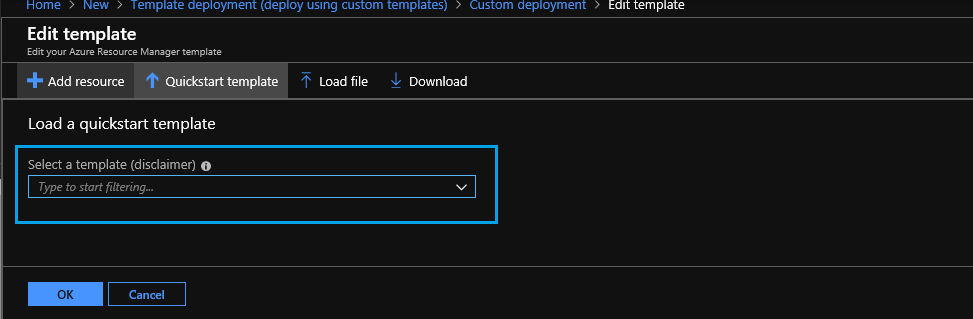 Home > New > Template deployment (deploy using custom templates) > Custom deployment > Edit template
Edit template
Edit your Azure Resource Manager template
Add resource Quickstart template Load file Download
Load a quickstart template
Select a template (disclaimer)
Type to start filtering...
OK Cancel